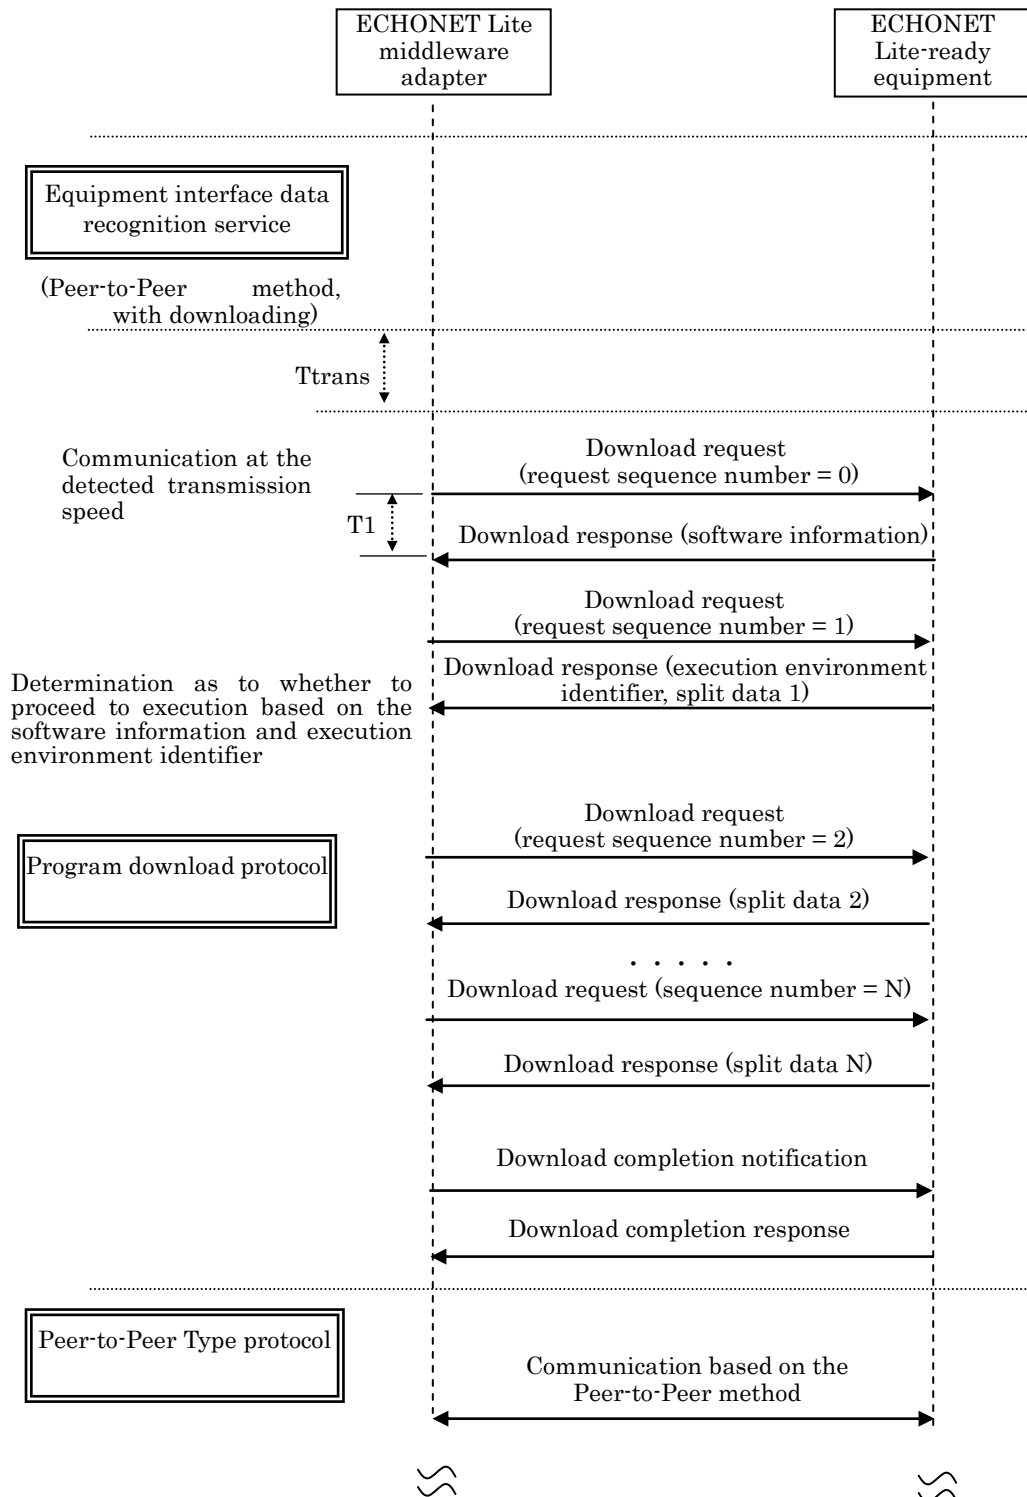 ECHONET Lite
middleware
adapter
ECHONET
Lite-ready
equipment
Equipment interface data
recognition service
(Peer-to-Peer method,
with downloading)
Ttrans
Communication at the
detected transmission
speed
Download request
(request sequence number = 0)
T1
Download response (software information)
Download request
(request sequence number = 1)
Download response (execution environment
identifier, split data 1)
Determination as to whether to
proceed to execution based on the
software information and execution
environment identifier
Download request
(request sequence number = 2)
Program download protocol
Download response (split data 2)
. . . . .
Download request (sequence number = N)
Download response (split data N)
Download completion notification
Download completion response
Peer-to-Peer Type protocol
Communication based on the
Peer-to-Peer method